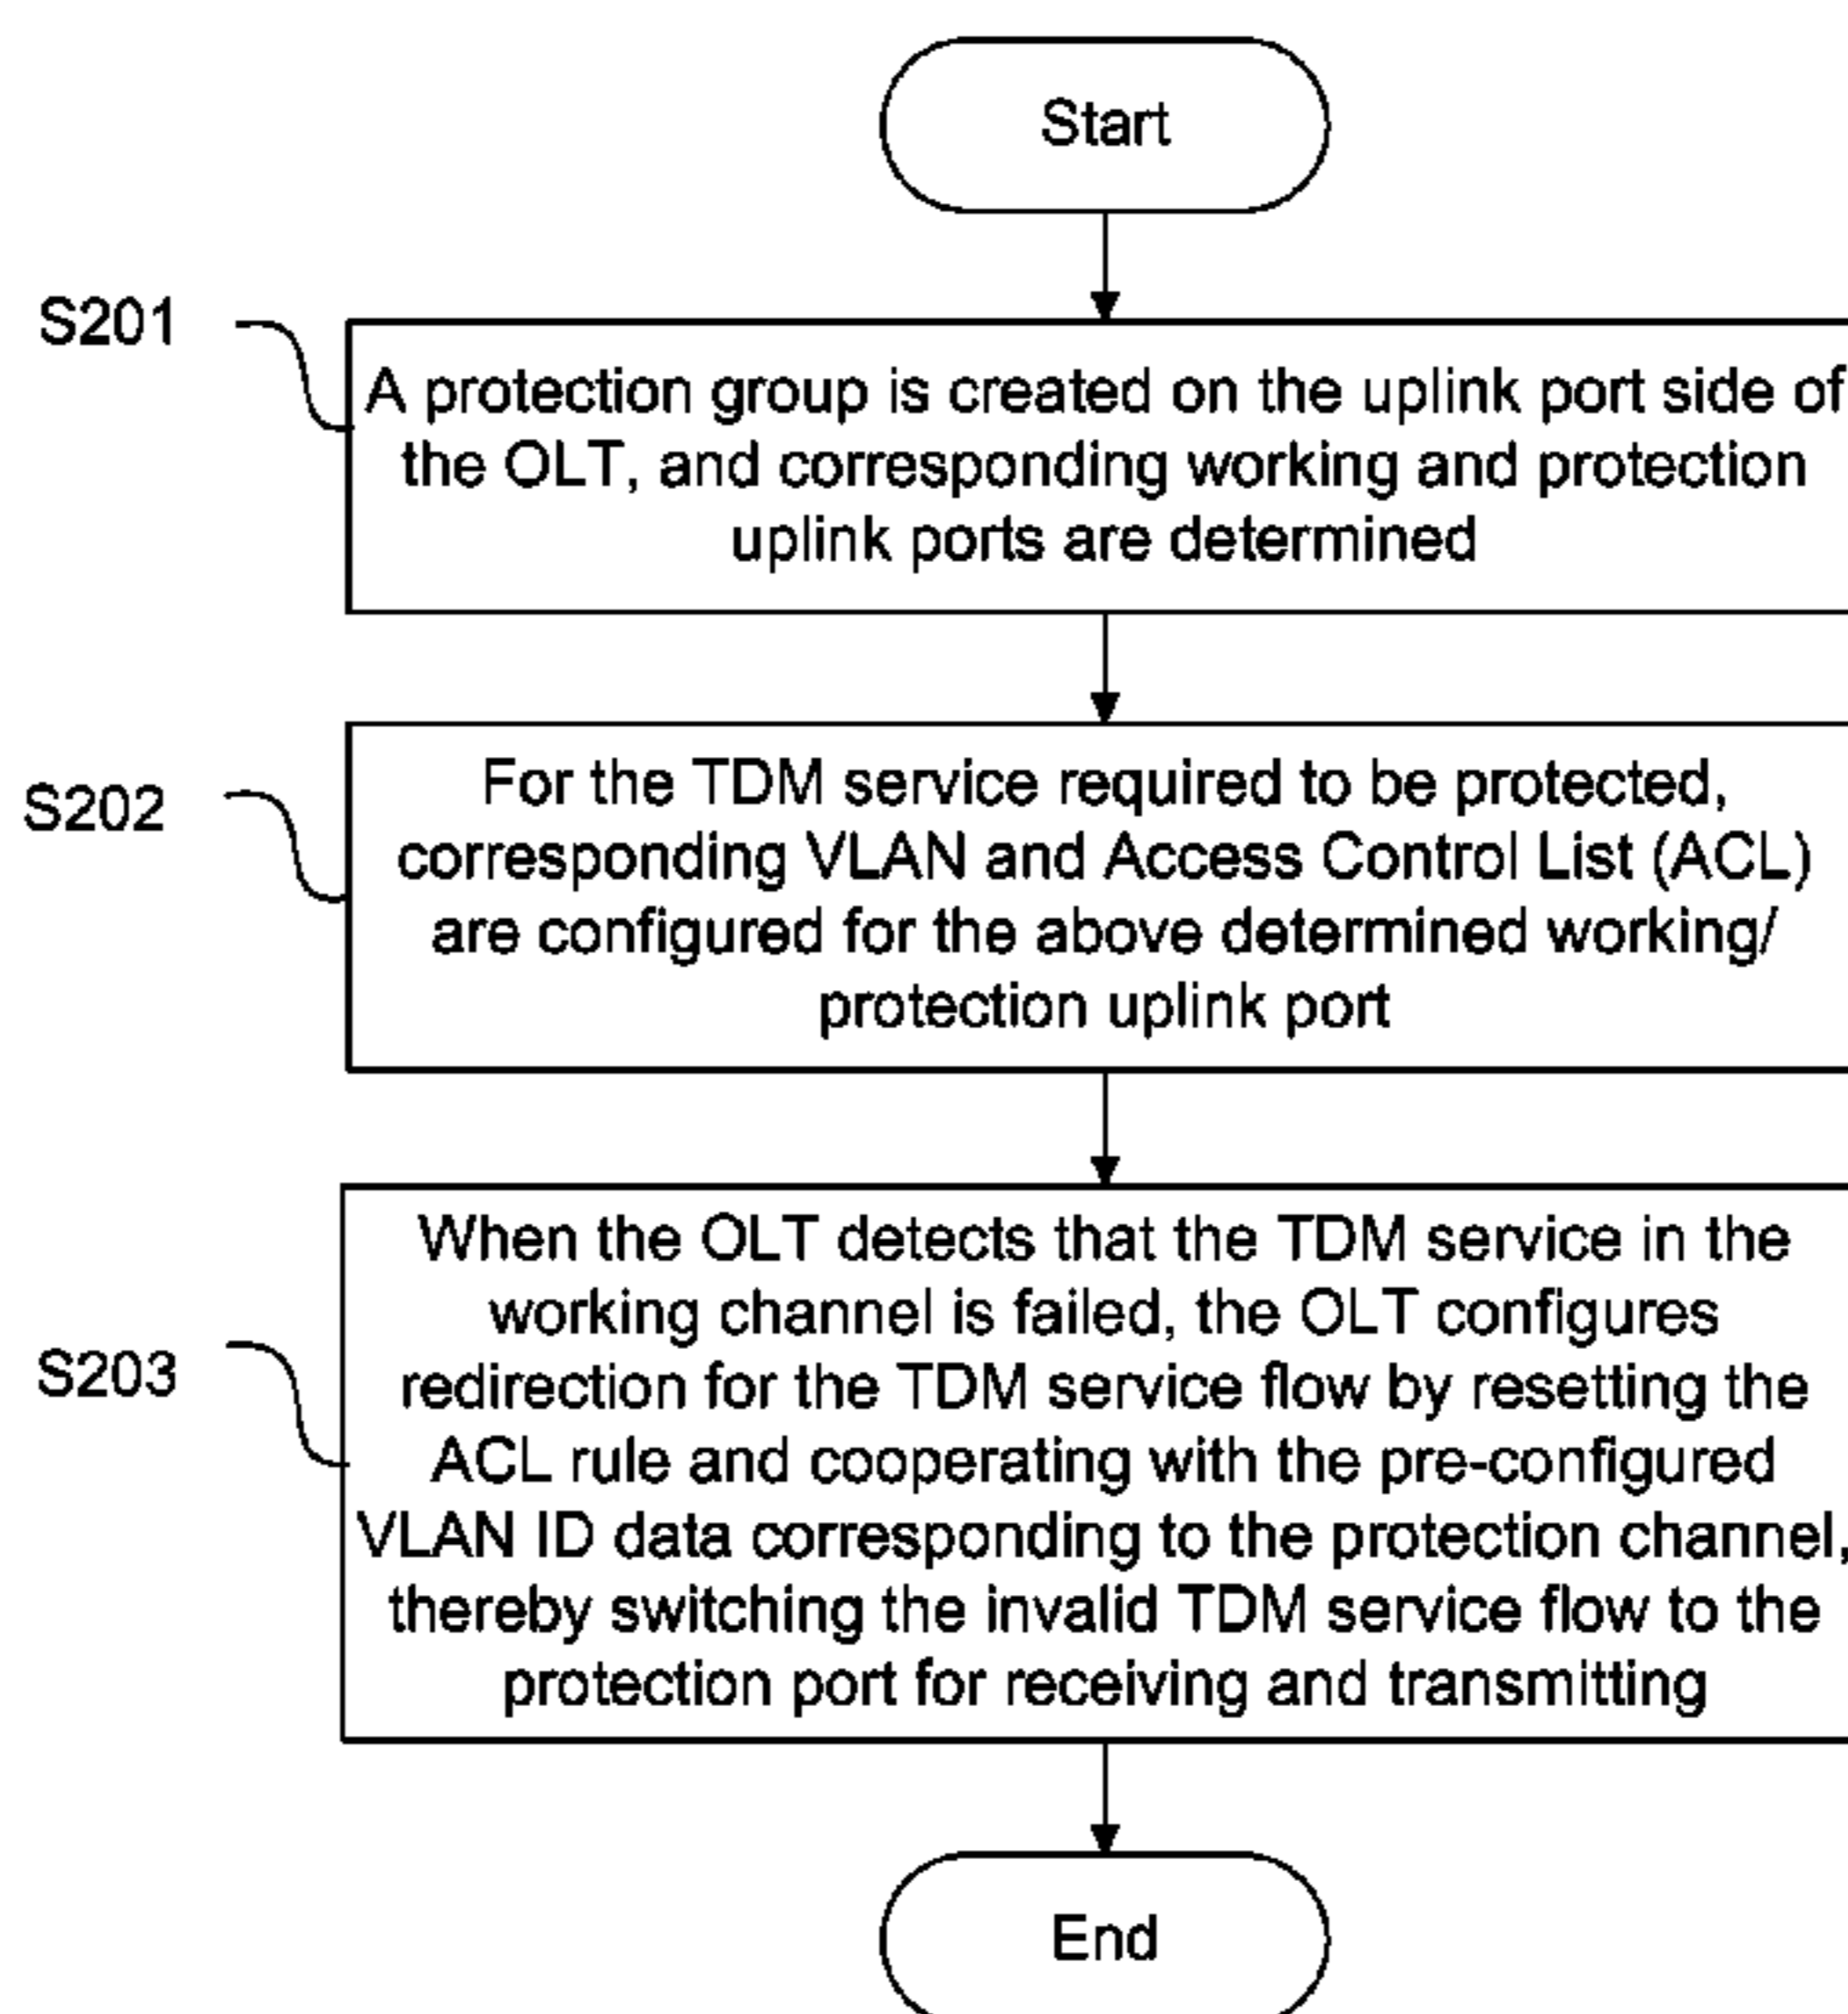 Start
S201
A protection group is created on the uplink port side of
the OLT, and corresponding working and protection
uplink ports are determined
S202
For the TDM service required to be protected,
corresponding VLAN and Access Control List (ACL)
are configured for the above determined working/
protection uplink port
S203
When the OLT detects that the TDM service in the
working channel is failed, the OLT configures
redirection for the TDM service flow by resetting the
ACL rule and cooperating with the pre-configured
VLAN ID data corresponding to the protection channel,
thereby switching the invalid TDM service flow to the
protection port for receiving and transmitting
End